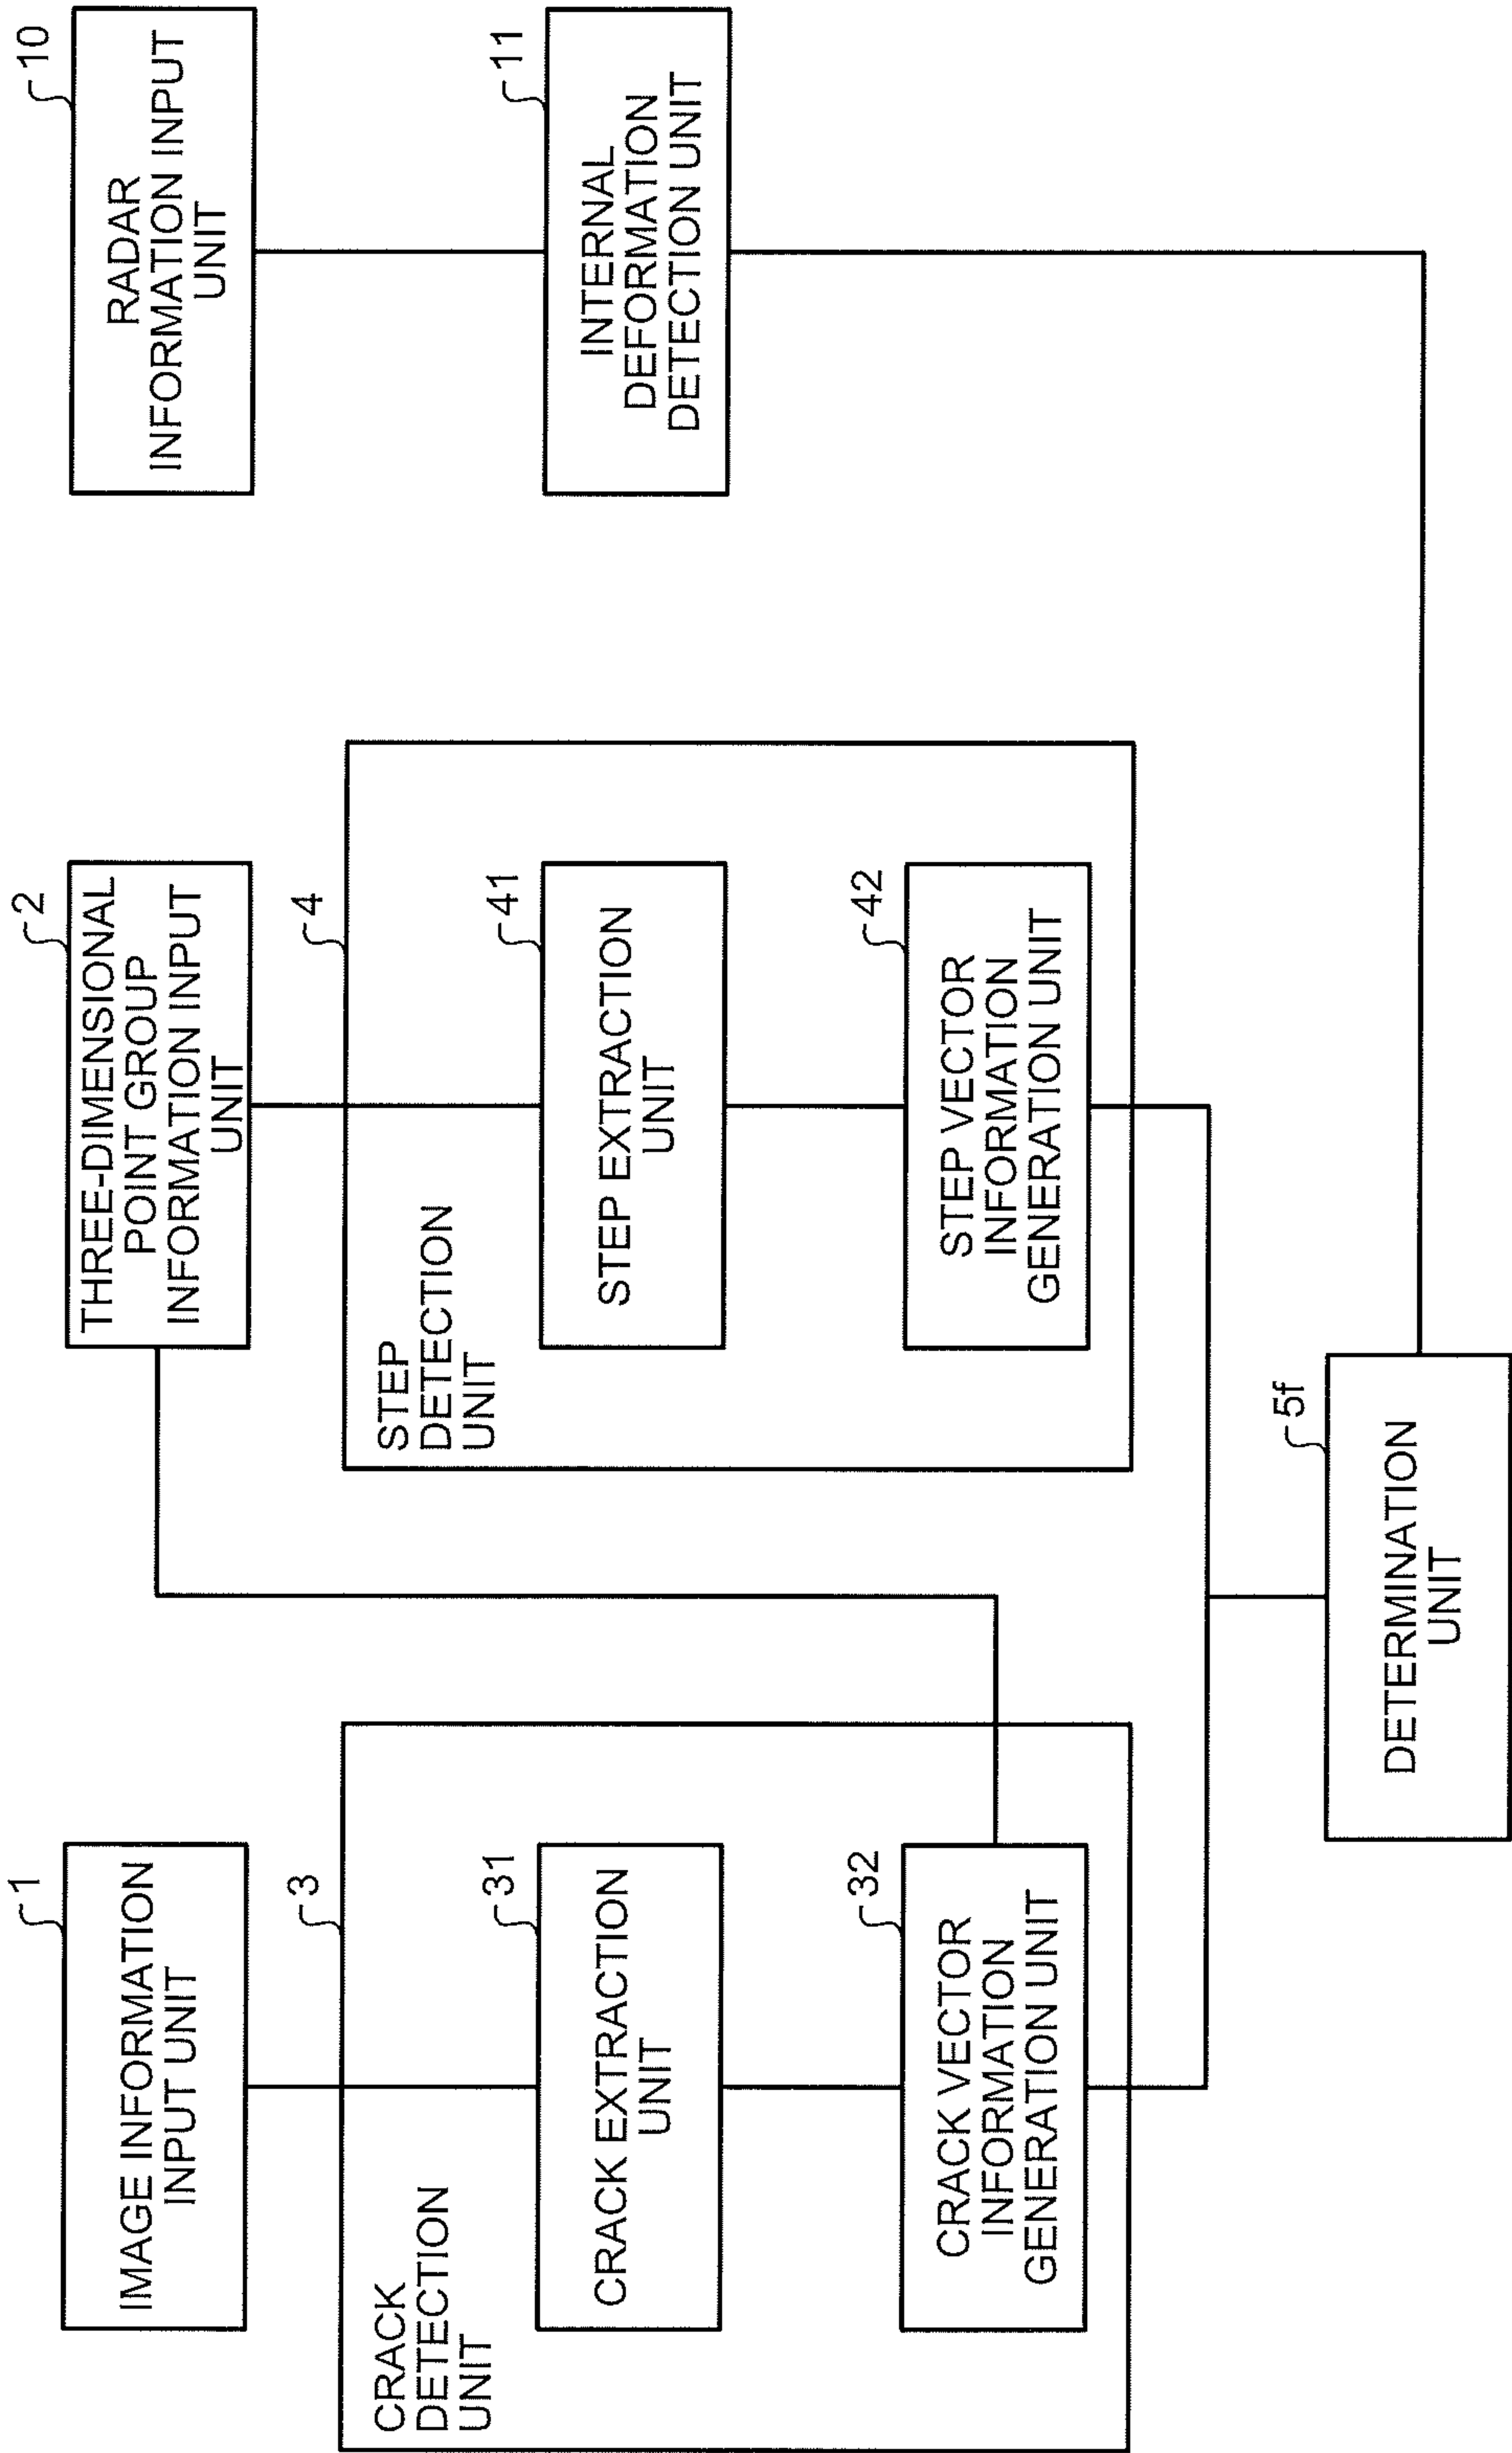 1
IMAGE INFORMATION
INPUT UNIT
2
THREE-DIMENSIONAL
POINT GROUP
INFORMATION INPUT
UNIT
10
RADAR
INFORMATION INPUT
UNIT
3
CRACK
DETECTION
UNIT
31
CRACK EXTRACTION
UNIT
32
CRACK VECTOR
INFORMATION
GENERATION UNIT
4
STEP
DETECTION
UNIT
41
STEP EXTRACTION
UNIT
42
STEP VECTOR
INFORMATION
GENERATION UNIT
11
INTERNAL
DEFORMATION
DETECTION UNIT
5f
DETERMINATION
UNIT